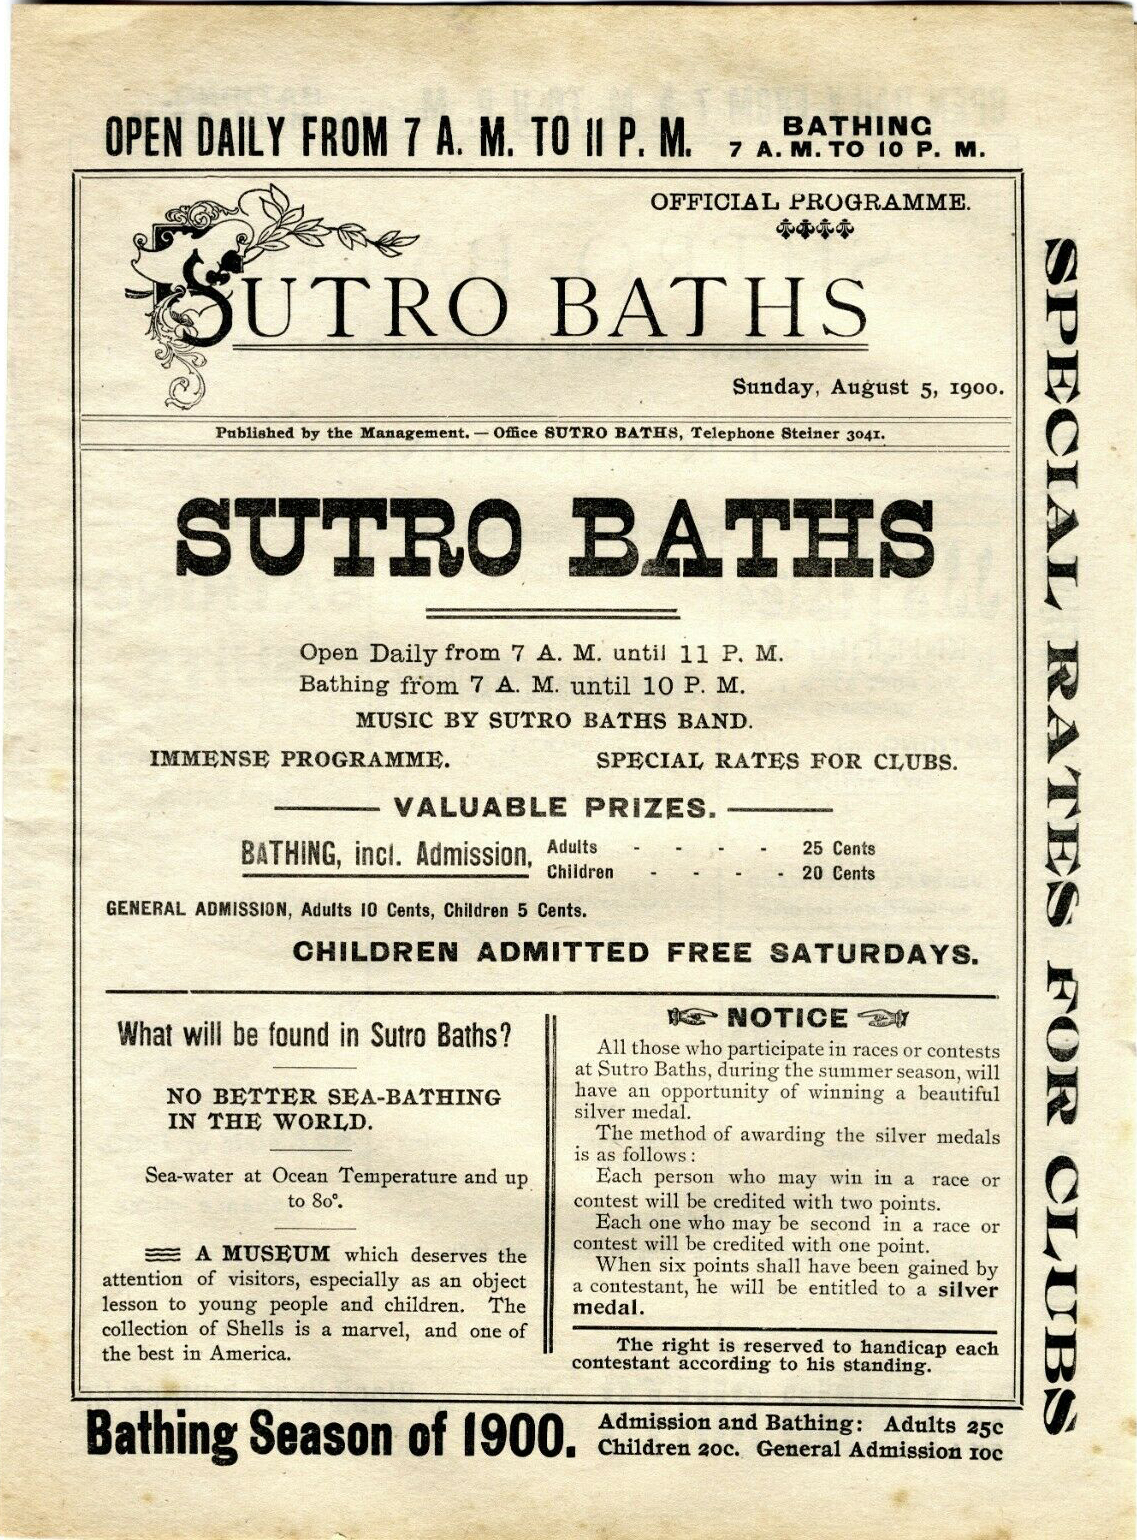 OPEN DAILY FROM 7 A. M. TO 11 P. M.
BATHING
7 A. M. TO 10 P. M.
OFFICIAL PROGRAMME.
SUTRO BATHS
Sunday, August 5, 1900.
Published by the Management. — Office SUTRO BATHS, Telephone Steiner 3041.
SUTRO BATHS
Open Daily from 7 A. M. until 11 P. M.
Bathing from 7 A. M. until 10 P. M.
MUSIC BY SUTRO BATHS BAND.
IMMENSE PROGRAMME. SPECIAL RATES FOR CLUBS.
VALUABLE PRIZES.
BATHING, incl. Admission, Adults - - - - 25 Cents
Children - - - - 20 Cents
GENERAL ADMISSION, Adults 10 Cents, Children 5 Cents.
CHILDREN ADMITTED FREE SATURDAYS.
What will be found in Sutro Baths?
NO BETTER SEA-BATHING
IN THE WORLD.
Sea-water at Ocean Temperature and up
to 80°.
A MUSEUM which deserves the
attention of visitors, especially as an object
lesson to young people and children. The
collection of Shells is a marvel, and one of
the best in America.
NOTICE
All those who participate in races or contests
at Sutro Baths, during the summer season, will
have an opportunity of winning a beautiful
silver medal.
The method of awarding the silver medals
is as follows:
Each person who may win in a race or
contest will be credited with two points.
Each one who may be second in a race or
contest will be credited with one point.
When six points shall have been gained by
a contestant, he will be entitled to a silver
medal.
The right is reserved to handicap each
contestant according to his standing.
Bathing Season of 1900.
Admission and Bathing: Adults 25c
Children 20c. General Admission 10c
SPECIAL RATES FOR CLUBS